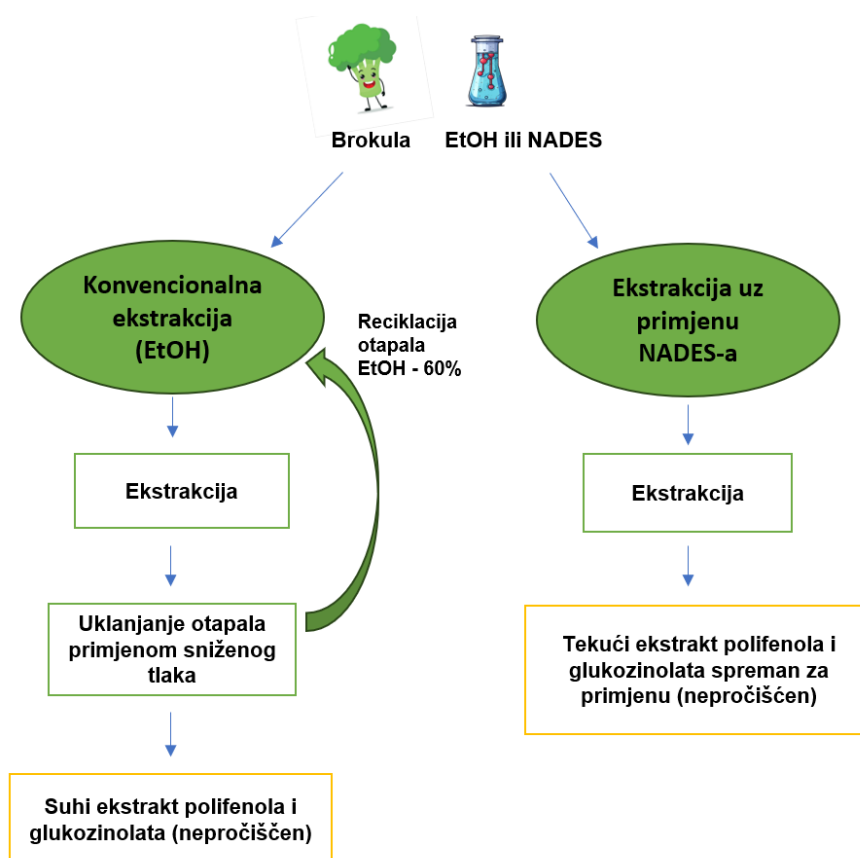 Brokula
EtOH ili NADES
Konvencionalna
ekstrakcija
(EtOH)
Reciklacija
otapala
EtOH - 60%
Ekstrakcija
Uklanjanje otapala
primjenom sniženog
tlaka
Suhi ekstrakt polifenola i
glukozinolata (nepročiščen)
Ekstrakcija uz
primjenu
NADES-a
Ekstrakcija
Tekući ekstrakt polifenola i
glukozinolata spreman za
primjenu (nepročišćen)